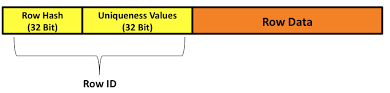 Row Hash
(32 Bit)
Uniqueness Values
(32 Bit)
Row Data
Row ID